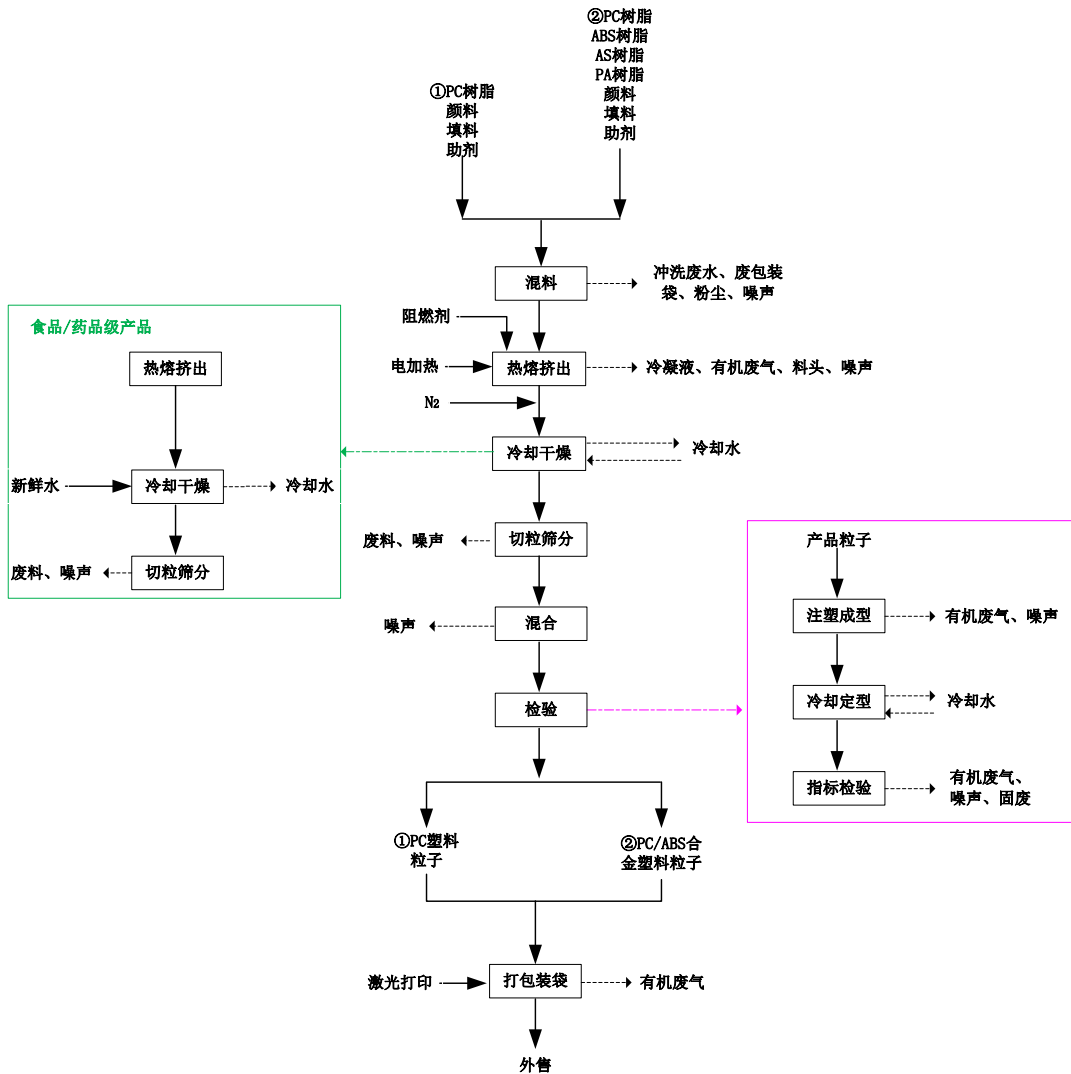 ②PC树脂
ABS树脂
AS树脂
PA树脂
颜料
填料
助剂
①PC树脂
颜料
填料
助剂
混料
冲洗废水、废包装
袋、粉尘、噪声
阻燃剂
电加热
热熔挤出
冷凝液、有机废气、料头、噪声
N2
冷却干燥
冷却水
切粒筛分
废料、噪声
混合
噪声
检验
食品/药品级产品
热熔挤出
新鲜水
冷却干燥
冷却水
切粒筛分
废料、噪声
产品粒子
注塑成型
有机废气、噪声
冷却定型
冷却水
指标检验
有机废气、
噪声、固废
①PC塑料
粒子
②PC/ABS合
金塑料粒子
激光打印
打包装袋
有机废气
外售